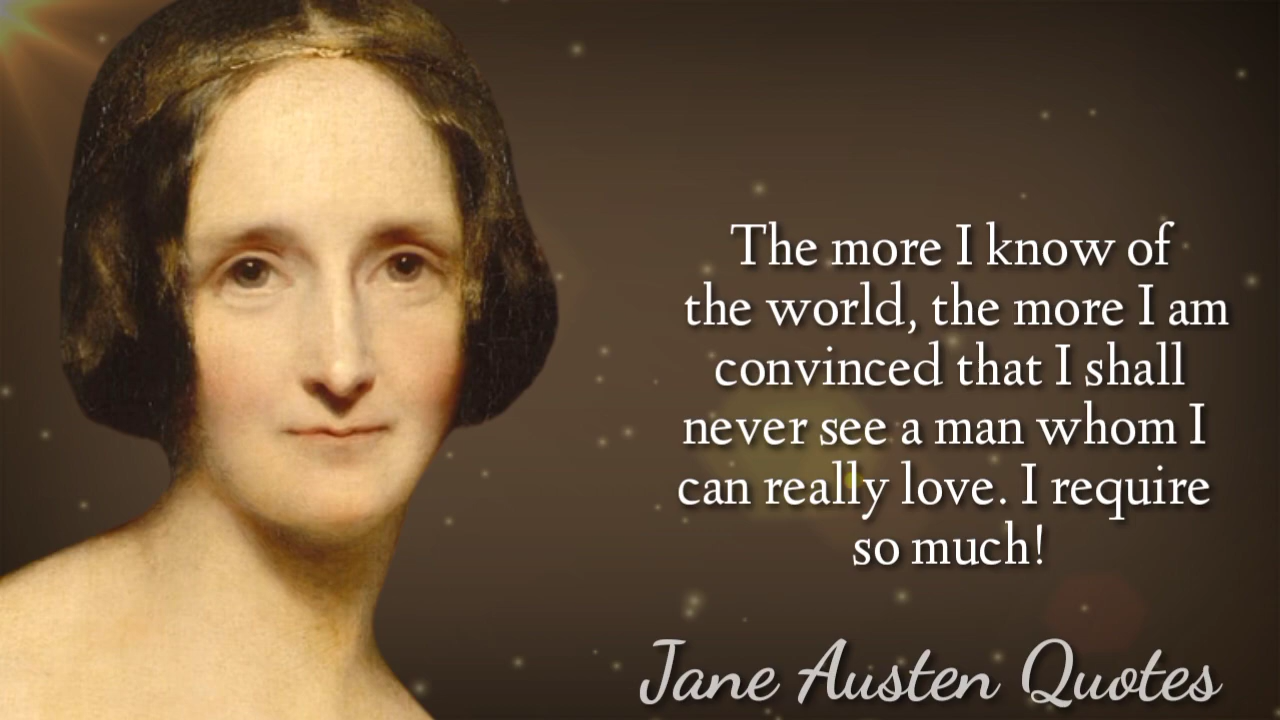 The more I know of
the world, the more I am
convinced that I shall
never see a man whom I
can really love. I require
so much!
Jane Austen Quotes